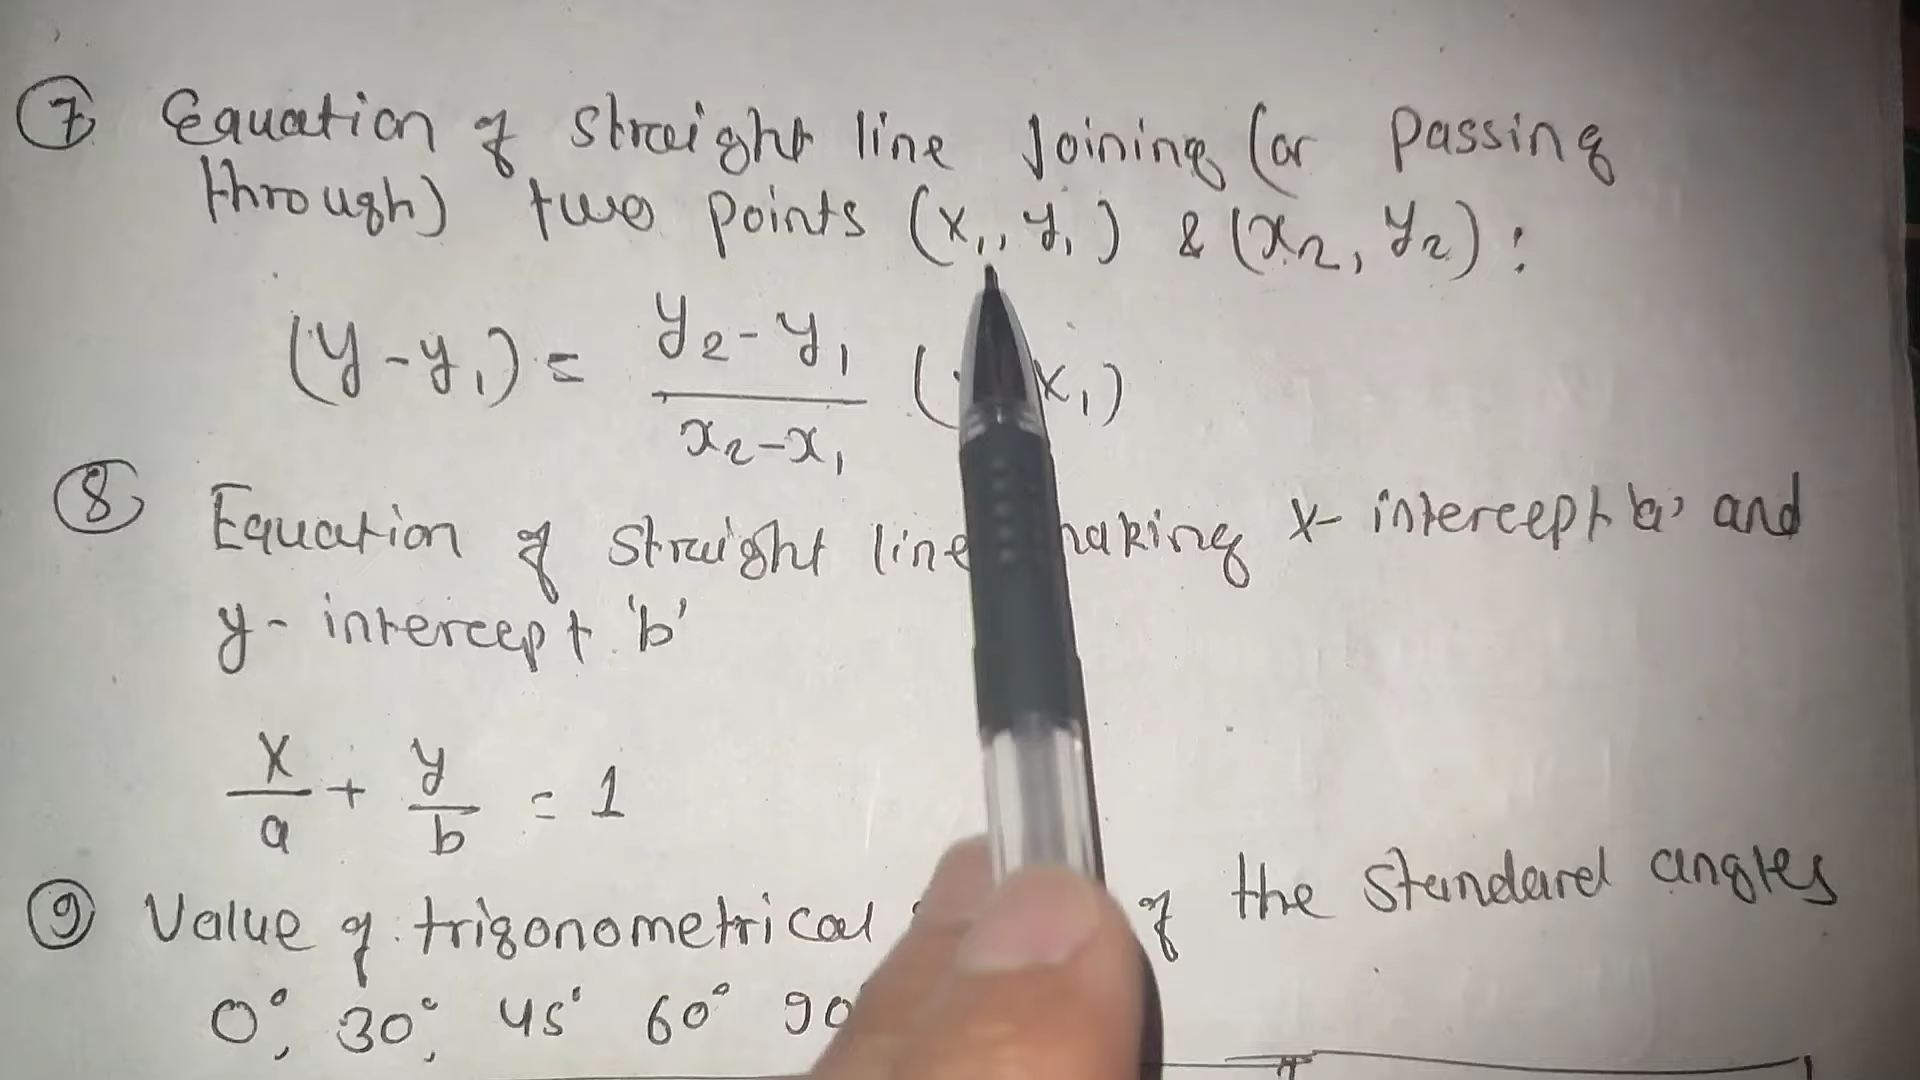 ⑦ Equation of straight line Joining (or passing
through) two points (x₁, y₁) & (x₂, y₂) :
(y - y₁) = y₂ - y₁ / x₂ - x₁ ( x₁)
⑧ Equation of straight line making x- intercept 'a' and
y- intercept 'b'
x/a + y/b = 1
⑨ Value of trigonometrical of the standard angles
0°, 30°, 45° 60° 90